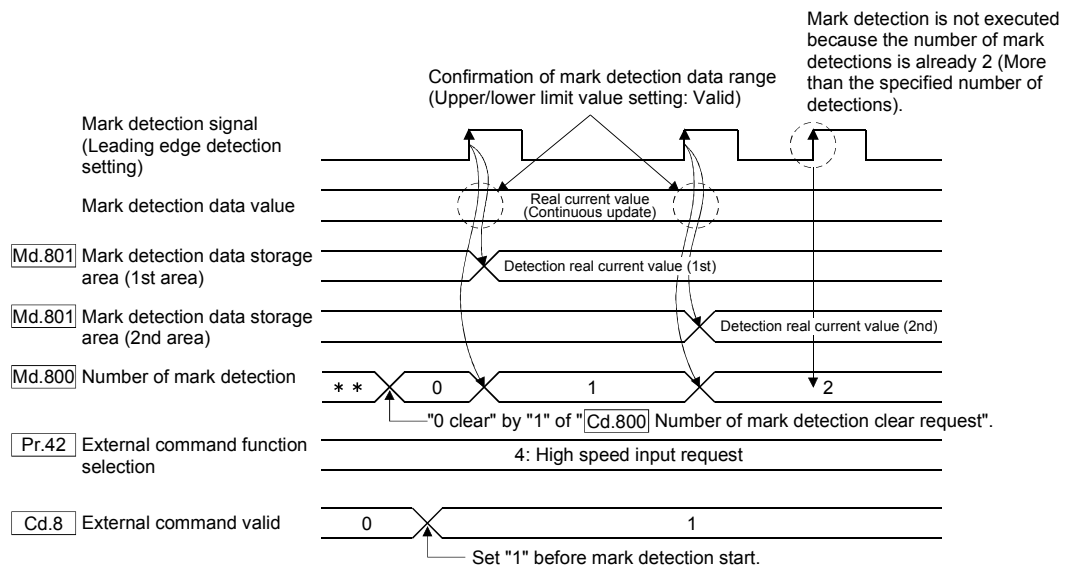 Mark detection is not executed
because the number of mark
detections is already 2 (More
than the specified number of
detections).
Confirmation of mark detection data range
(Upper/lower limit value setting: Valid)
Mark detection signal
(Leading edge detection
setting)
Mark detection data value
Real current value
(Continuous update)
Md.801 Mark detection data storage
area (1st area)
Detection real current value (1st)
Md.801 Mark detection data storage
area (2nd area)
Detection real current value (2nd)
Md.800 Number of mark detection
* * 0 1 2
"0 clear" by "1" of "Cd.800 Number of mark detection clear request".
Pr.42 External command function
selection
4: High speed input request
Cd.8 External command valid
0 1
Set "1" before mark detection start.